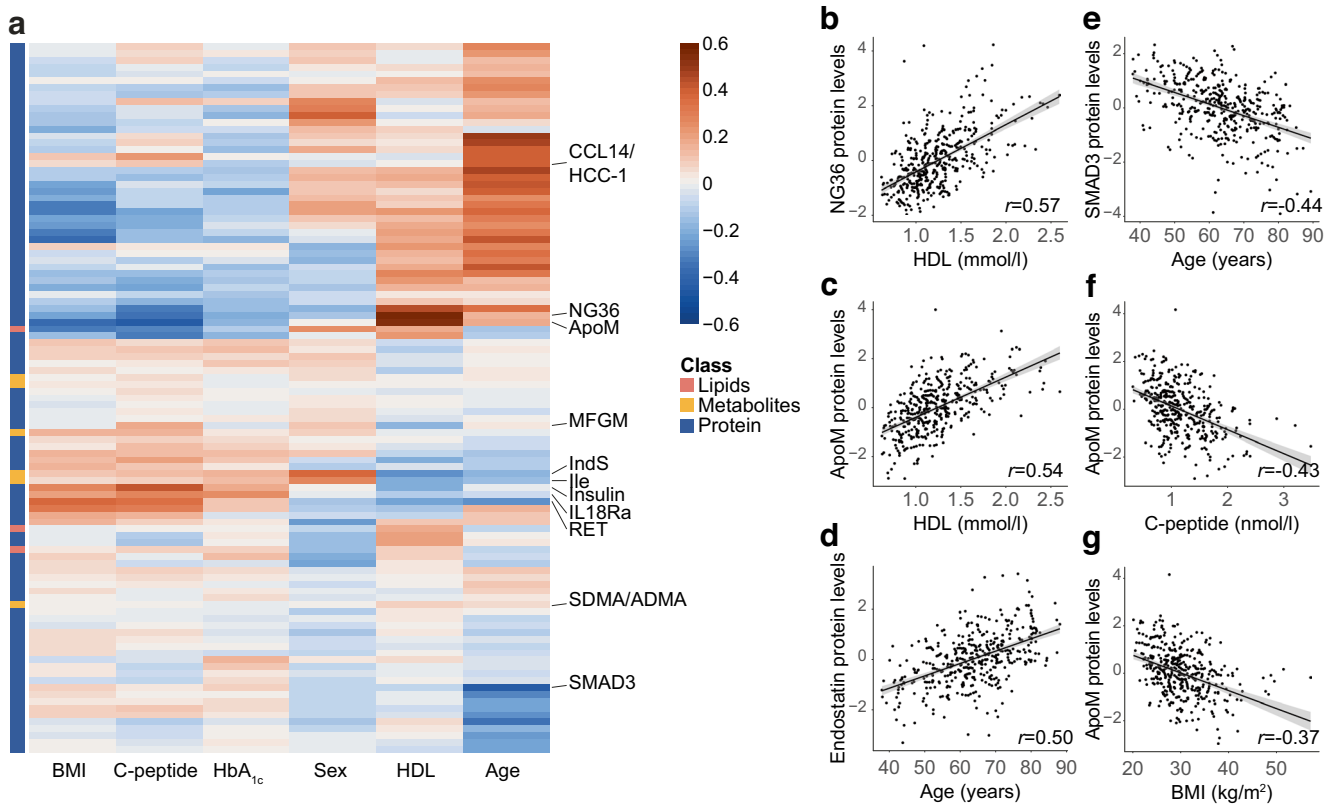 a
0.6
0.4
0.2
0
−0.2
−0.4
−0.6
CCL14/
HCC-1
NG36
ApoM
MFGM
IndS
Ile
Insulin
IL18Ra
RET
SDMA/ADMA
SMAD3
Class
Lipids
Metabolites
Protein
BMI C-peptide HbA1c Sex HDL Age
b
NG36 protein levels
4
2
0
−2
r=0.57
1.0 1.5 2.0 2.5
HDL (mmol/l)
c
ApoM protein levels
4
2
0
−2
r=0.54
1.0 1.5 2.0 2.5
HDL (mmol/l)
d
Endostatin protein levels
2
0
−2
r=0.50
40 50 60 70 80 90
Age (years)
e
SMAD3 protein levels
2
0
−2
−4
r=-0.44
40 50 60 70 80 90
Age (years)
f
ApoM protein levels
4
2
0
−2
r=-0.43
1 2 3
C-peptide (nmol/l)
g
ApoM protein levels
4
2
0
−2
r=-0.37
20 30 40 50
BMI (kg/m²)